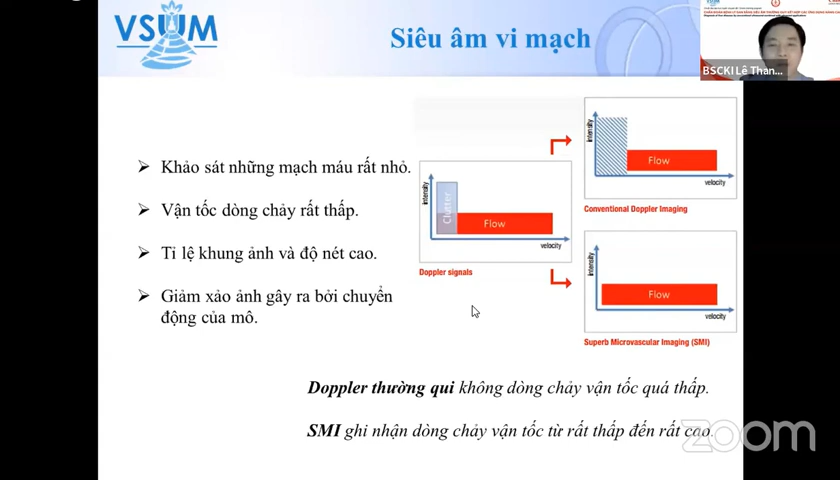 VSUM
Siêu âm vi mạch
BSCKI Lê Than...
➢ Khảo sát những mạch máu rất nhỏ.
➢ Vận tốc dòng chảy rất thấp.
➢ Tỉ lệ khung ảnh và độ nét cao.
➢ Giảm xảo ảnh gây ra bởi chuyển
động của mô.
intensity
Clutter
Flow
velocity
Doppler signals
intensity
Flow
velocity
Conventional Doppler Imaging
intensity
Flow
velocity
Superb Microvascular Imaging (SMI)
Doppler thường qui không dòng chảy vận tốc quá thấp.
SMI ghi nhận dòng chảy vận tốc từ rất thấp đến rất cao.
zoom